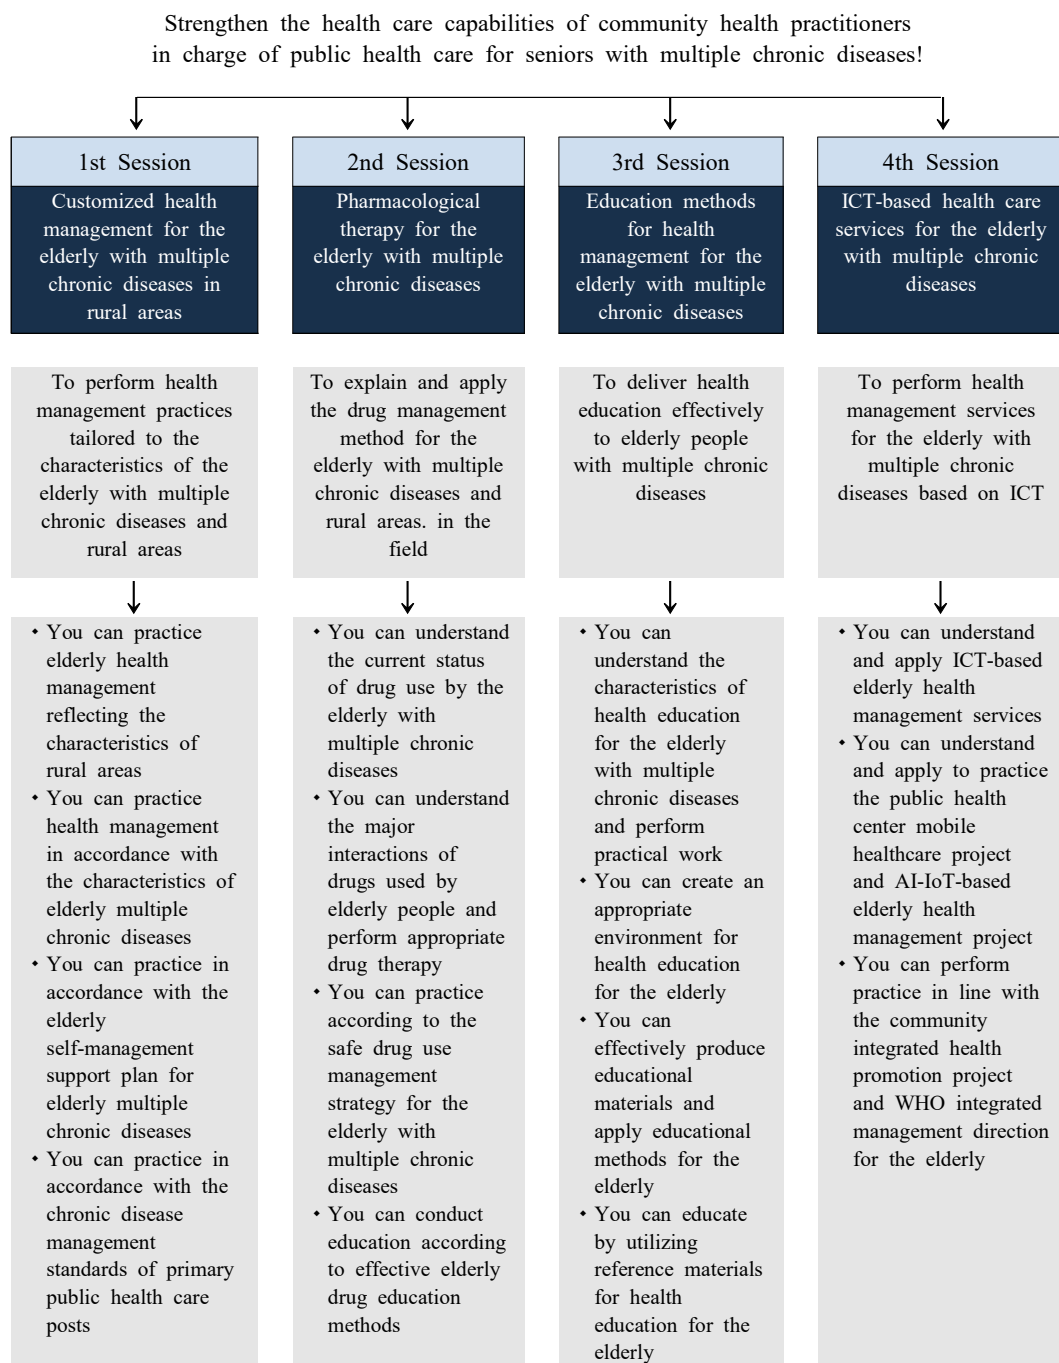 Strengthen the health care capabilities of community health practitioners
in charge of public health care for seniors with multiple chronic diseases!
1st Session
Customized health
management for the
elderly with multiple
chronic diseases in
rural areas
To perform health
management practices
tailored to the
characteristics of the
elderly with multiple
chronic diseases and
rural areas
• You can practice
elderly health
management
reflecting the
characteristics of
rural areas
• You can practice
health management
in accordance with
the characteristics of
elderly multiple
chronic diseases
• You can practice in
accordance with the
elderly
self-management
support plan for
elderly multiple
chronic diseases
• You can practice in
accordance with the
chronic disease
management
standards of primary
public health care
posts
2nd Session
Pharmacological
therapy for the
elderly with multiple
chronic diseases
To explain and apply
the drug management
method for the
elderly with multiple
chronic diseases and
rural areas. in the
field
• You can understand
the current status
of drug use by the
elderly with
multiple chronic
diseases
• You can understand
the major
interactions of
drugs used by
elderly people and
perform appropriate
drug therapy
• You can practice
according to the
safe drug use
management
strategy for the
elderly with
multiple chronic
diseases
• You can conduct
education according
to effective elderly
drug education
methods
3rd Session
Education methods
for health
management for the
elderly with multiple
chronic diseases
To deliver health
education effectively
to elderly people
with multiple chronic
diseases
• You can
understand the
characteristics of
health education
for the elderly
with multiple
chronic diseases
and perform
practical work
• You can create an
appropriate
environment for
health education
for the elderly
• You can
effectively produce
educational
materials and
apply educational
methods for the
elderly
• You can educate
by utilizing
reference materials
for health
education for the
elderly
4th Session
ICT-based health care
services for the elderly
with multiple chronic
diseases
To perform health
management services
for the elderly with
multiple chronic
diseases based on ICT
• You can understand
and apply ICT-based
elderly health
management services
• You can understand
and apply to practice
the public health
center mobile
healthcare project
and AI-IoT-based
elderly health
management project
• You can perform
practice in line with
the community
integrated health
promotion project
and WHO integrated
management direction
for the elderly